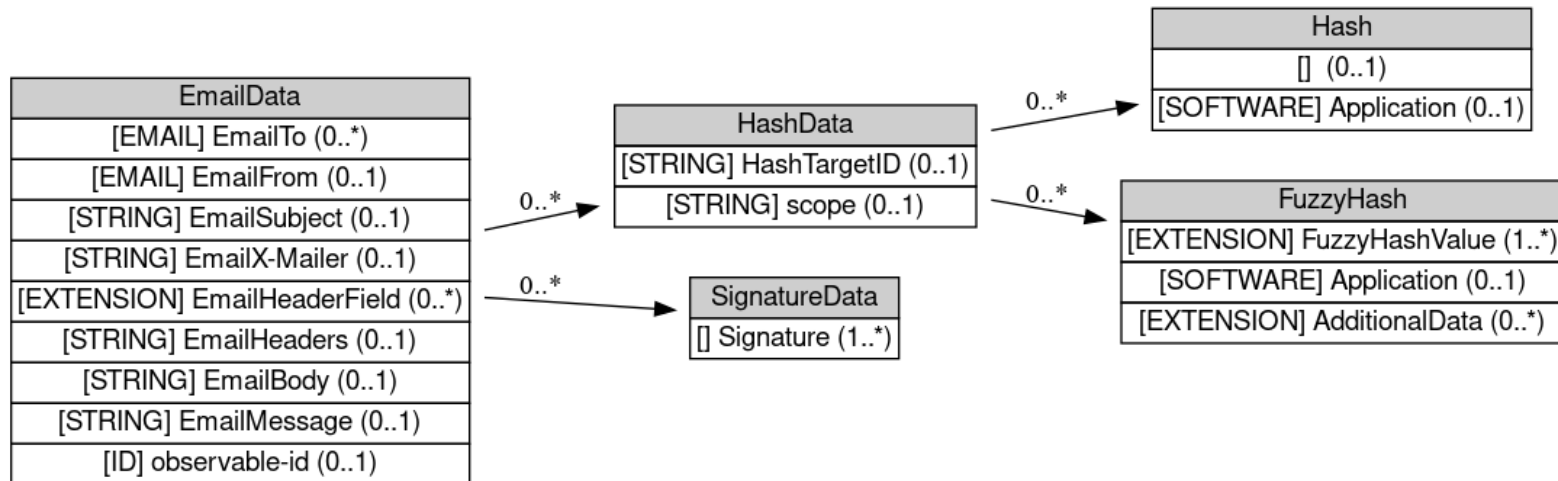 EmailData
[EMAIL] EmailTo (0..*)
[EMAIL] EmailFrom (0..1)
[STRING] EmailSubject (0..1)
[STRING] EmailX-Mailer (0..1)
[EXTENSION] EmailHeaderField (0..*)
[STRING] EmailHeaders (0..1)
[STRING] EmailBody (0..1)
[STRING] EmailMessage (0..1)
[ID] observable-id (0..1)
0..*
0..*
HashData
[STRING] HashTargetID (0..1)
[STRING] scope (0..1)
SignatureData
[] Signature (1..*)
0..*
0..*
Hash
[] (0..1)
[SOFTWARE] Application (0..1)
FuzzyHash
[EXTENSION] FuzzyHashValue (1..*)
[SOFTWARE] Application (0..1)
[EXTENSION] AdditionalData (0..*)